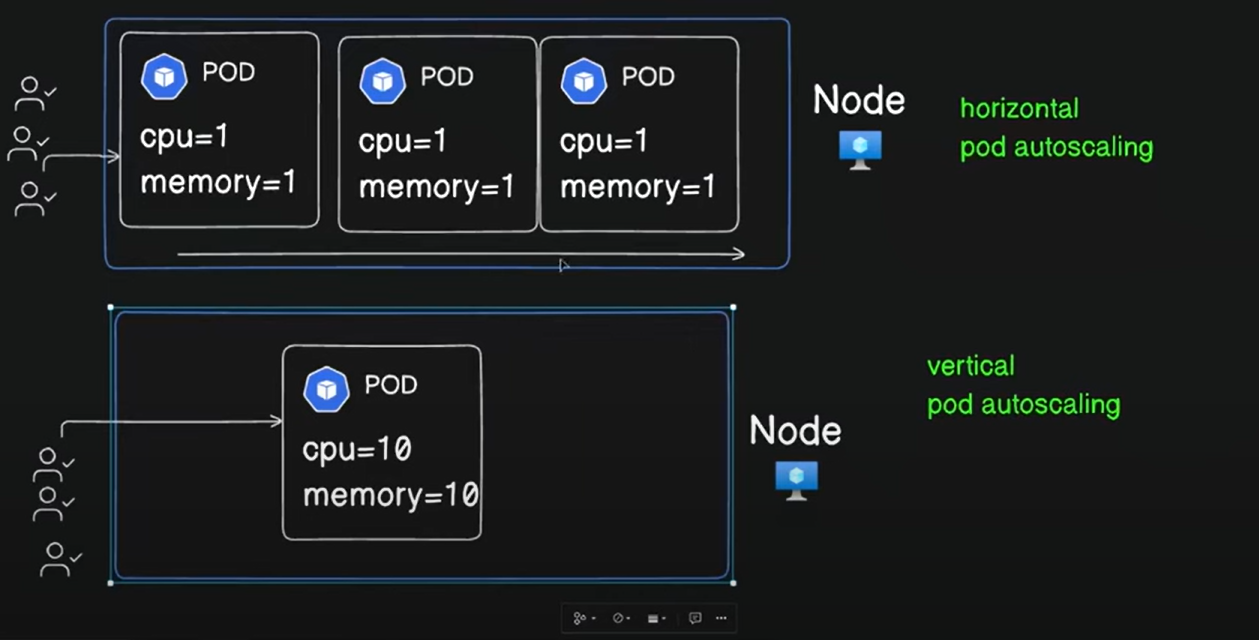 POD
cpu=1
memory=1
POD
cpu=1
memory=1
POD
cpu=1
memory=1
Node
horizontal
pod autoscaling
POD
cpu=10
memory=10
Node
vertical
pod autoscaling